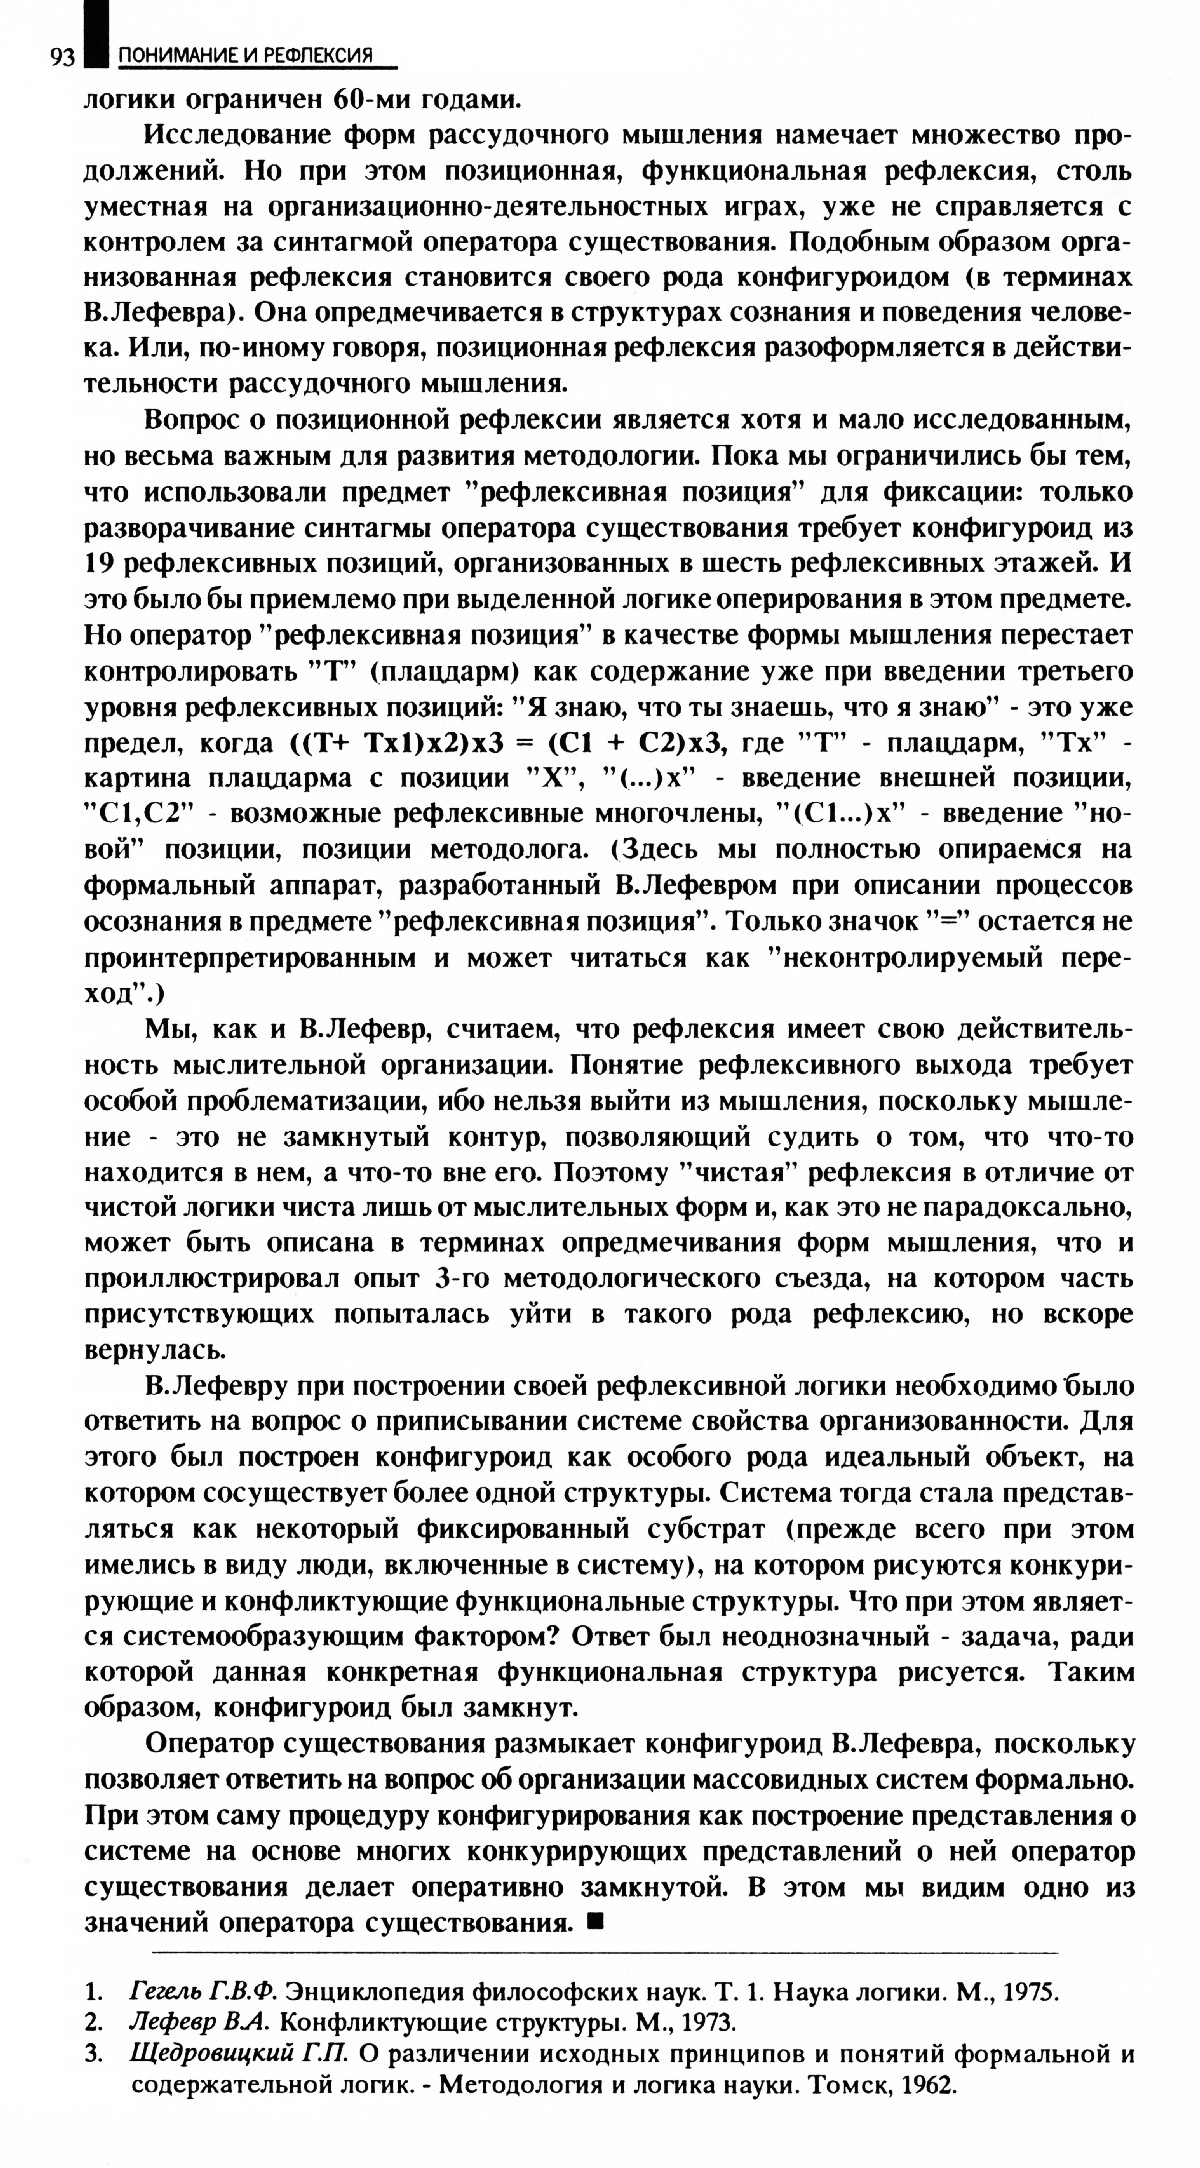 93 ПОНИМАНИЕ И РЕФЛЕКСИЯ
логики ограничен 60-ми годами.
Исследование форм рассудочного мышления намечает множество про-
должений. Но при этом позиционная, функциональная рефлексия, столь
уместная на организационно-деятельностных играх, уже не справляется с
контролем за синтагмой оператора существования. Подобным образом орга-
низованная рефлексия становится своего рода конфигуроидом (в терминах
В.Лефевра). Она опредмечивается в структурах сознания и поведения челове-
ка. Или, по-иному говоря, позиционная рефлексия разоформляется в действи-
тельности рассудочного мышления.
Вопрос о позиционной рефлексии является хотя и мало исследованным,
но весьма важным для развития методологии. Пока мы ограничились бы тем,
что использовали предмет ”рефлексивная позиция” для фиксации: только
разворачивание синтагмы оператора существования требует конфигуроид из
19 рефлексивных позиций, организованных в шесть рефлексивных этажей. И
это было бы приемлемо при выделенной логике оперирования в этом предмете.
Но оператор ”рефлексивная позиция” в качестве формы мышления перестает
контролировать ”Т” (плацдарм) как содержание уже при введении третьего
уровня рефлексивных позиций: ”Я знаю, что ты знаешь, что я знаю” - это уже
предел, когда ((Т+ Тх1)х2)х3 = (С1 + С2)х3, где ”Т” - плацдарм, ”Тх” -
картина плацдарма с позиции ”Х”, ”(...)х” - введение внешней позиции,
”С1,С2” - возможные рефлексивные многочлены, ”(С1...)х” - введение ”но-
вой” позиции, позиции методолога. (Здесь мы полностью опираемся на
формальный аппарат, разработанный В.Лефевром при описании процессов
осознания в предмете ”рефлексивная позиция”. Только значок ”=” остается не
проинтерпретированным и может читаться как ”неконтролируемый пере-
ход”.)
Мы, как и В.Лефевр, считаем, что рефлексия имеет свою действитель-
ность мыслительной организации. Понятие рефлексивного выхода требует
особой проблематизации, ибо нельзя выйти из мышления, поскольку мышле-
ние - это не замкнутый контур, позволяющий судить о том, что что-то
находится в нем, а что-то вне его. Поэтому ”чистая” рефлексия в отличие от
чистой логики чиста лишь от мыслительных форм и, как это не парадоксально,
может быть описана в терминах опредмечивания форм мышления, что и
проиллюстрировал опыт 3-го методологического съезда, на котором часть
присутствующих попыталась уйти в такого рода рефлексию, но вскоре
вернулась.
В.Лефевру при построении своей рефлексивной логики необходимо было
ответить на вопрос о приписывании системе свойства организованности. Для
этого был построен конфигуроид как особого рода идеальный объект, на
котором сосуществует более одной структуры. Система тогда стала представ-
ляться как некоторый фиксированный субстрат (прежде всего при этом
имелись в виду люди, включенные в систему), на котором рисуются конкури-
рующие и конфликтующие функциональные структуры. Что при этом являет-
ся системообразующим фактором? Ответ был неоднозначный - задача, ради
которой данная конкретная функциональная структура рисуется. Таким
образом, конфигуроид был замкнут.
Оператор существования размыкает конфигуроид В.Лефевра, поскольку
позволяет ответить на вопрос об организации массовидных систем формально.
При этом саму процедуру конфигурирования как построение представления о
системе на основе многих конкурирующих представлений о ней оператор
существования делает оперативно замкнутой. В этом мы видим одно из
значений оператора существования. ■
1. Гегель Г.В.Ф. Энциклопедия философских наук. Т. 1. Наука логики. М., 1975.
2. Лефевр В.А. Конфликтующие структуры. М., 1973.
3. Щедровицкий Г.П. О различении исходных принципов и понятий формальной и
содержательной логик. - Методология и логика науки. Томск, 1962.